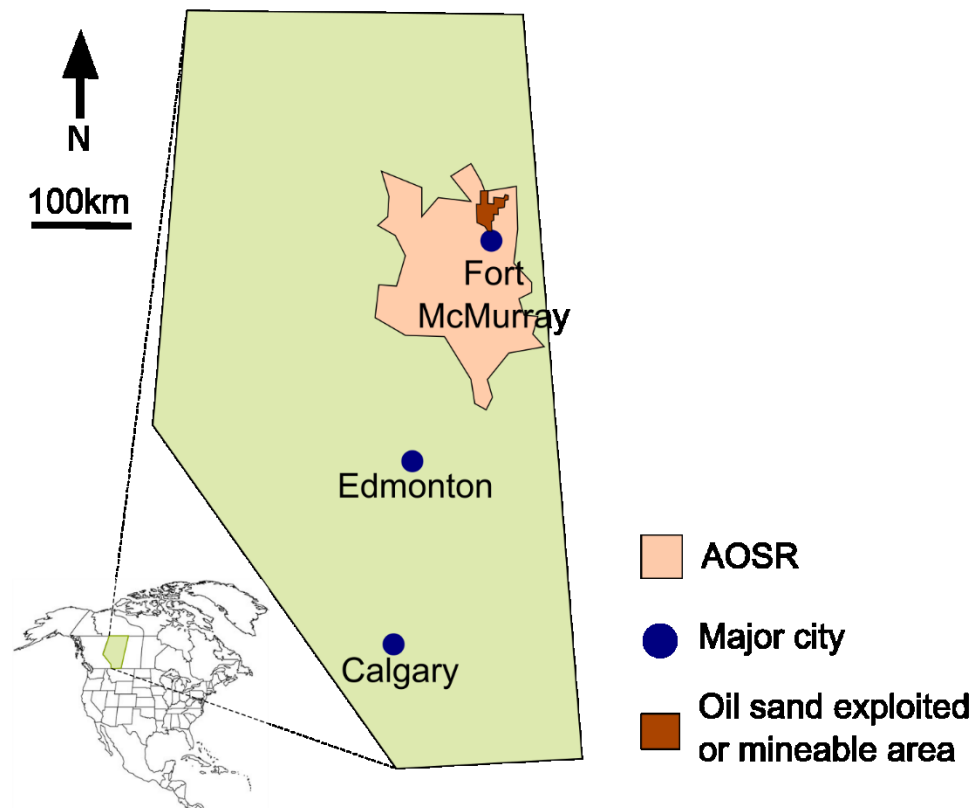 N
100km
Fort
McMurray
Edmonton
Calgary
AOSR
Major city
Oil sand exploited
or mineable area